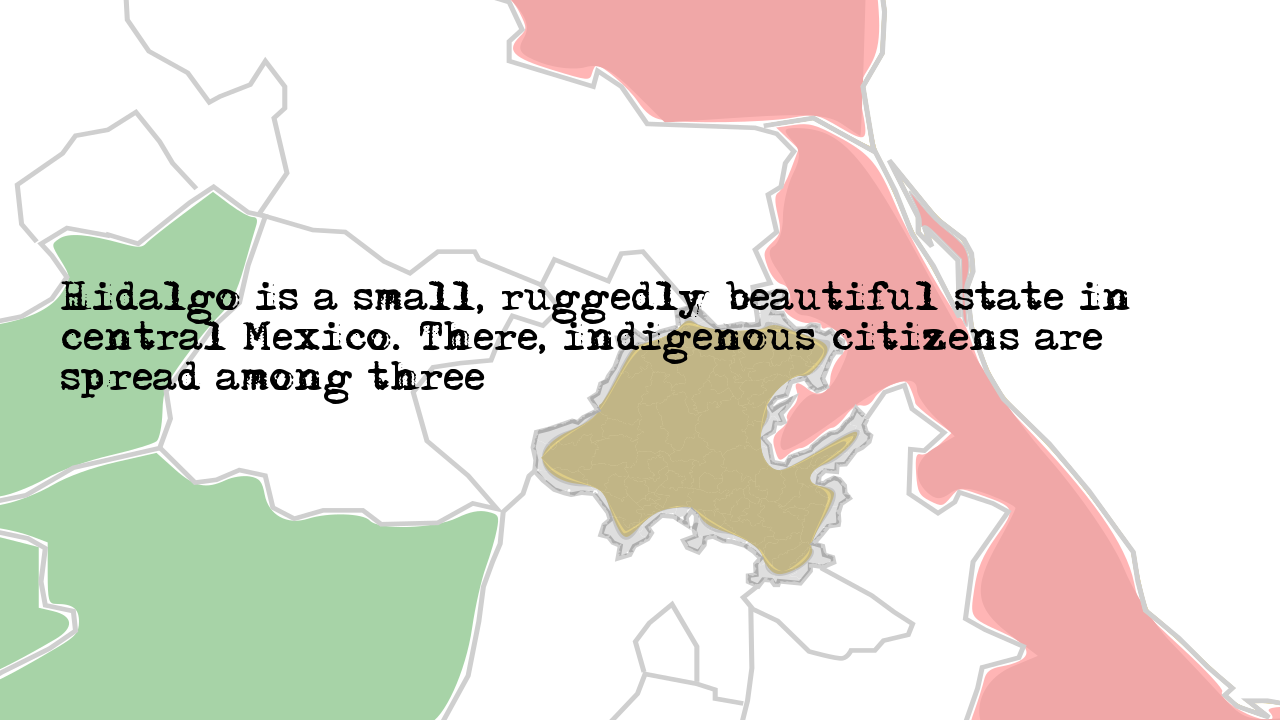 Hidalgo is a small, ruggedly beautiful state in
central Mexico. There, indigenous citizens are
spread among three